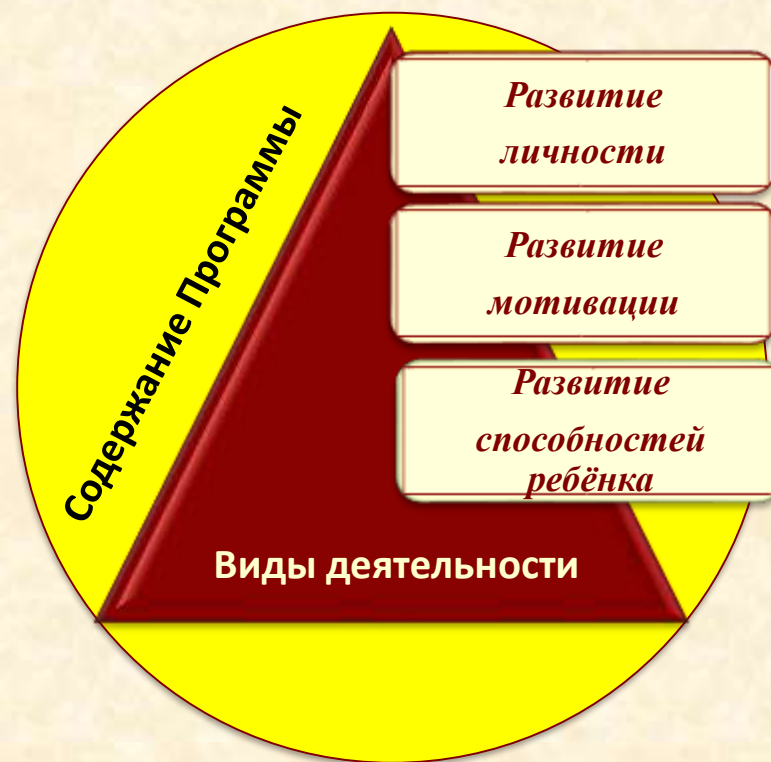 Содержание Программы
Развитие
личности
Развитие
мотивации
Развитие
способностей
ребёнка
Виды деятельности